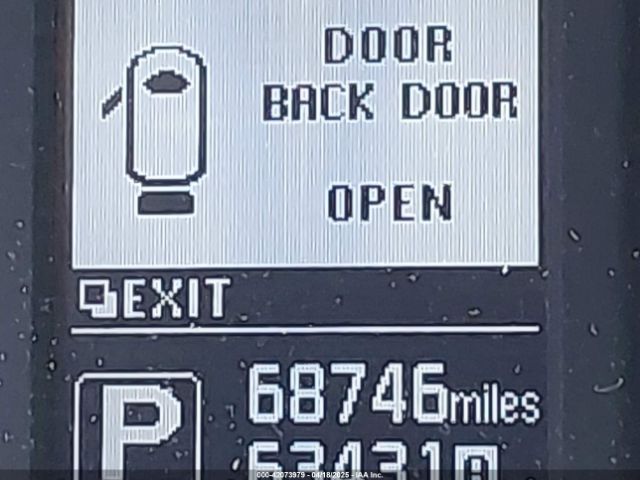 DOOR
BACK DOOR
OPEN
EXIT
P
68746miles
000-42073979 - 04/18/2025 - IAA Inc.